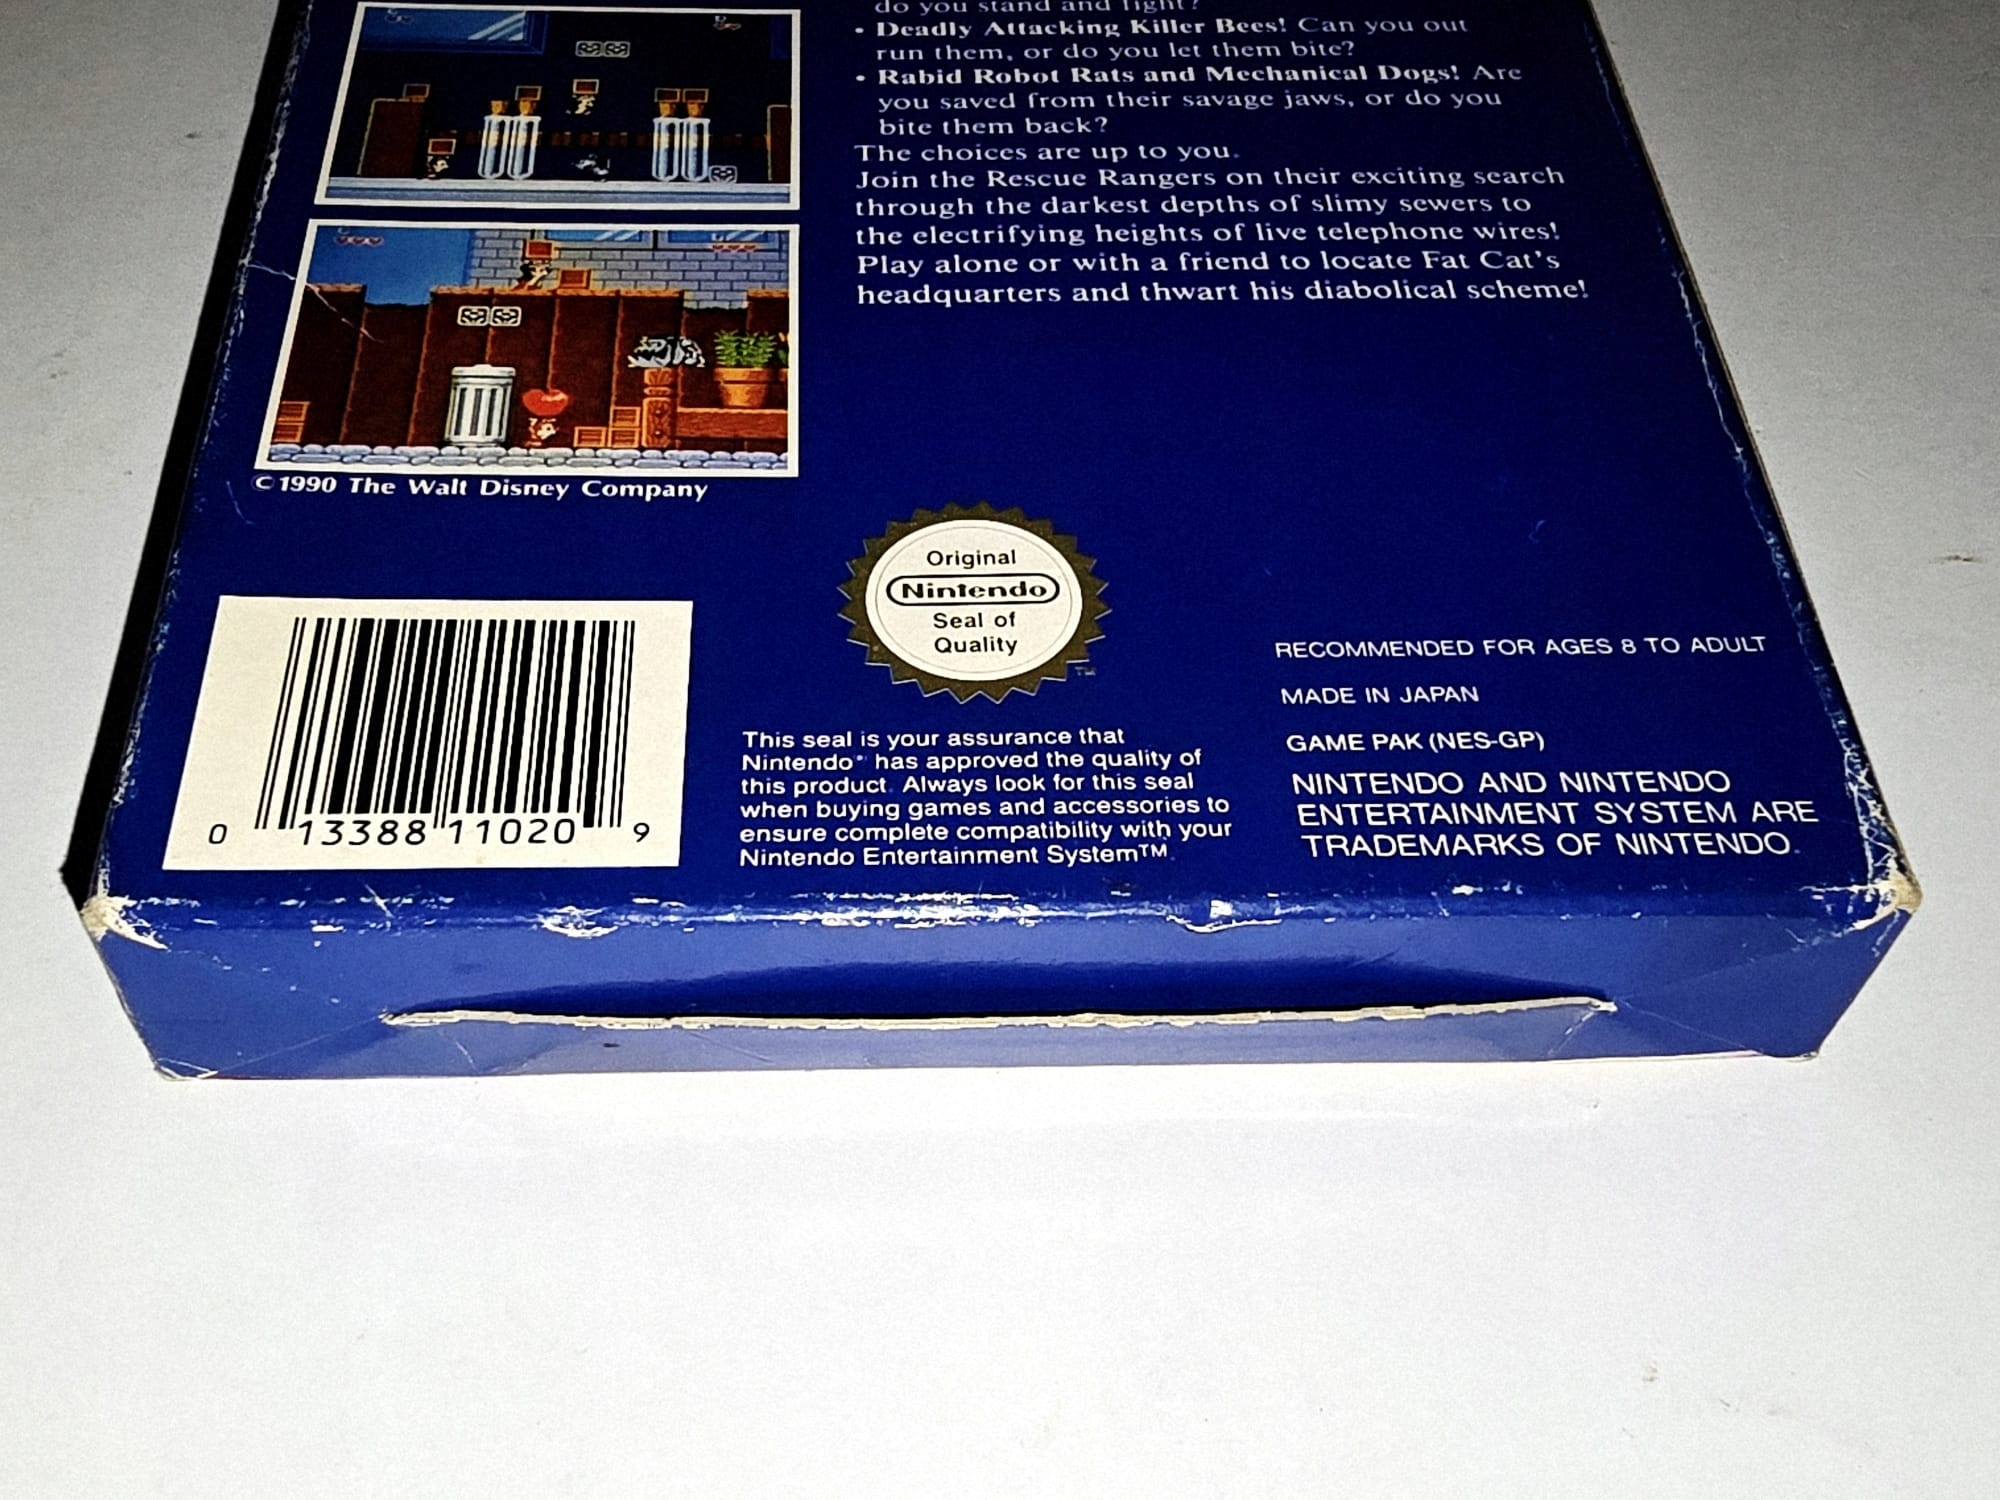 do you stand and fight?
• Deadly Attacking Killer Bees! Can you out
run them, or do you let them bite?
• Rabid Robot Rats and Mechanical Dogs! Are
you saved from their savage jaws, or do you
bite them back?
The choices are up to you.
Join the Rescue Rangers on their exciting search
through the darkest depths of slimy sewers to
the electrifying heights of live telephone wires!
Play alone or with a friend to locate Fat Cat's
headquarters and thwart his diabolical scheme!
© 1990 The Walt Disney Company
Original
Nintendo
Seal of
Quality
TM
This seal is your assurance that
Nintendo® has approved the quality of
this product. Always look for this seal
when buying games and accessories to
ensure complete compatibility with your
Nintendo Entertainment System™.
0 13388 11020 9
RECOMMENDED FOR AGES 8 TO ADULT
MADE IN JAPAN
GAME PAK (NES-GP)
NINTENDO AND NINTENDO
ENTERTAINMENT SYSTEM ARE
TRADEMARKS OF NINTENDO.